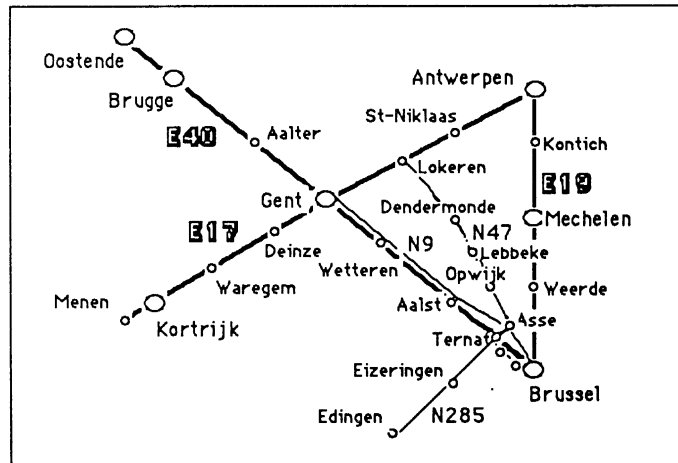 Oostende
Brugge
Antwerpen
St-Niklaas
E40
Aalter
Kontich
Lokeren
E19
Gent
Dendermonde
Mechelen
E17
N9
N47
Deinze
Lebbeke
Wetteren
Opwijk
Waregem
Weerde
Menen
Aalst
Kortrijk
Asse
Ternat
Eizeringen
Brussel
Edingen
N285